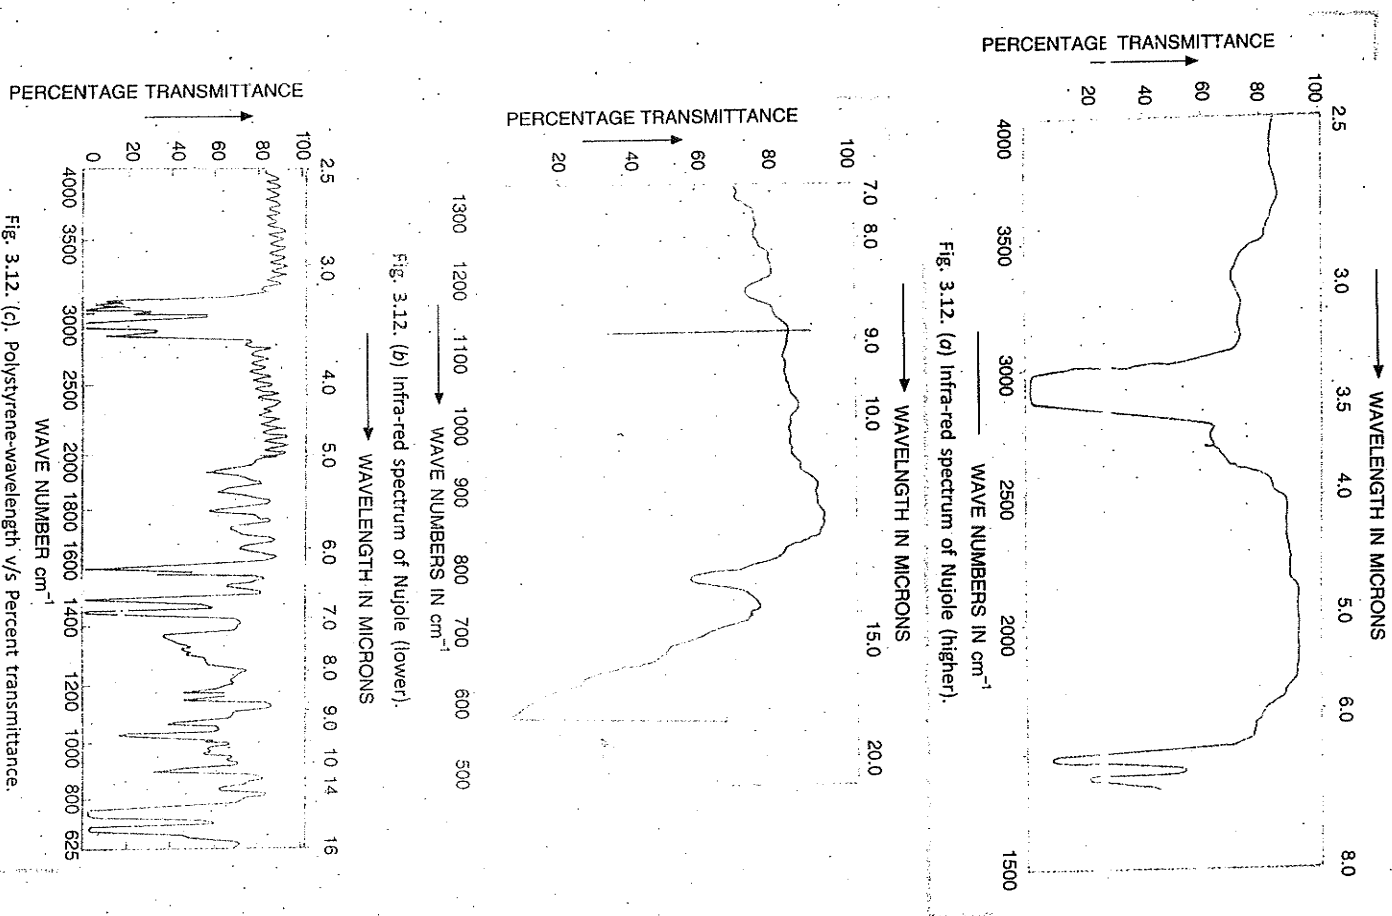 WAVELENGTH IN MICRONS
2.5 3.0 3.5 4.0 5.0 6.0 8.0
PERCENTAGE TRANSMITTANCE
100
80
60
40
20
4000 3500 3000 2500 2000 1500
WAVE NUMBERS IN cm⁻¹
Fig. 3.12. (a) Infra-red spectrum of Nujole (higher).
WAVELNGTH IN MICRONS
7.0 8.0 9.0 10.0 15.0 20.0
PERCENTAGE TRANSMITTANCE
100
80
60
40
20
1300 1200 1100 1000 900 800 700 600 500
WAVE NUMBERS IN cm⁻¹
Fig. 3.12. (b) Infra-red spectrum of Nujole (lower).
WAVELENGTH IN MICRONS
2.5 3.0 4.0 5.0 6.0 7.0 8.0 9.0 10 14 16
PERCENTAGE TRANSMITTANCE
100
80
60
40
20
0
4000 3500 3000 2500 2000 1800 1600 1400 1200 1000 800 625
WAVE NUMBER cm⁻¹
Fig. 3.12. (c). Polystyrene-wavelength v/s Percent transmittance.